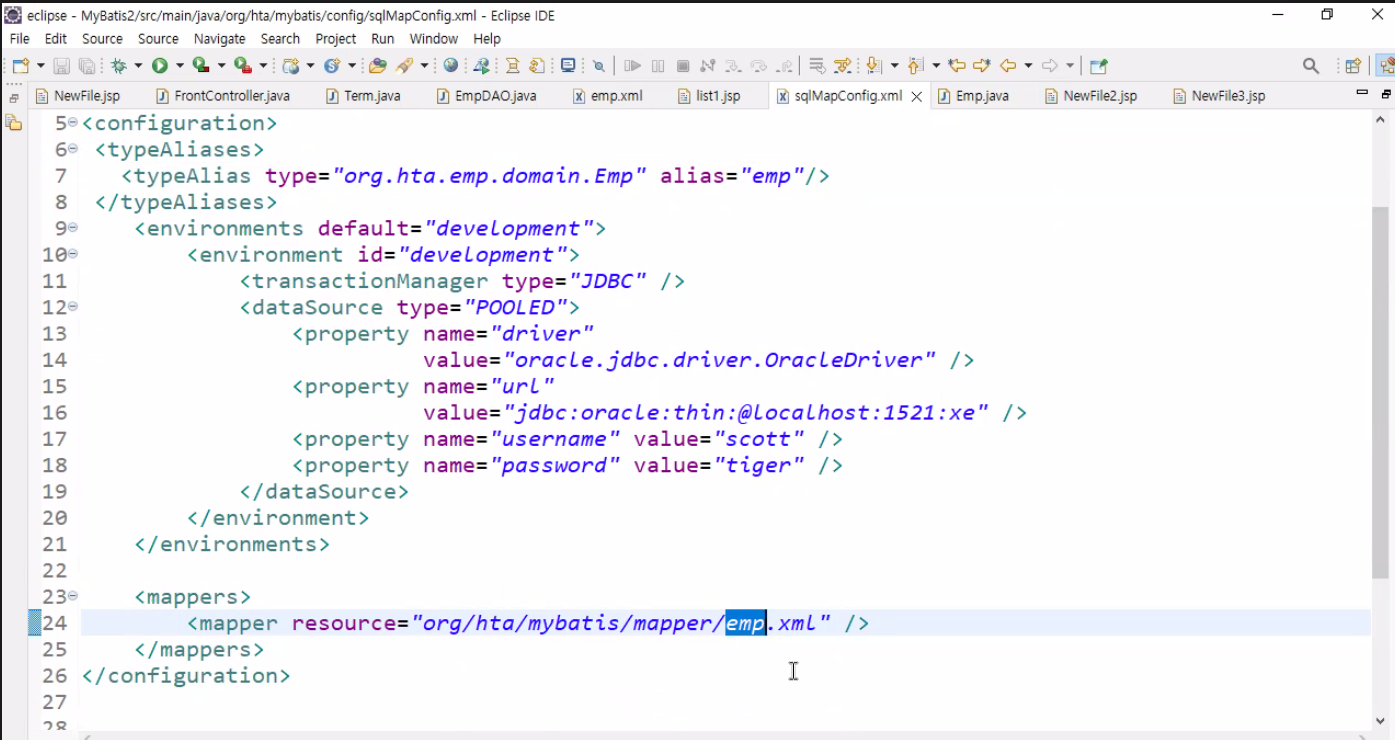 eclipse - MyBatis2/src/main/java/org/hta/mybatis/config/sqlMapConfig.xml - Eclipse IDE
File Edit Source Source Navigate Search Project Run Window Help
NewFile.jsp FrontController.java Term.java EmpDAO.java emp.xml list1.jsp sqlMapConfig.xml Emp.java NewFile2.jsp NewFile3.jsp
5 <configuration>
6 <typeAliases>
7 <typeAlias type="org.hta.emp.domain.Emp" alias="emp"/>
8 </typeAliases>
9 <environments default="development">
10 <environment id="development">
11 <transactionManager type="JDBC" />
12 <dataSource type="POOLED">
13 <property name="driver"
14 value="oracle.jdbc.driver.OracleDriver" />
15 <property name="url"
16 value="jdbc:oracle:thin:@localhost:1521:xe" />
17 <property name="username" value="scott" />
18 <property name="password" value="tiger" />
19 </dataSource>
20 </environment>
21 </environments>
22
23 <mappers>
24 <mapper resource="org/hta/mybatis/mapper/emp.xml" />
25 </mappers>
26 </configuration>
27
28